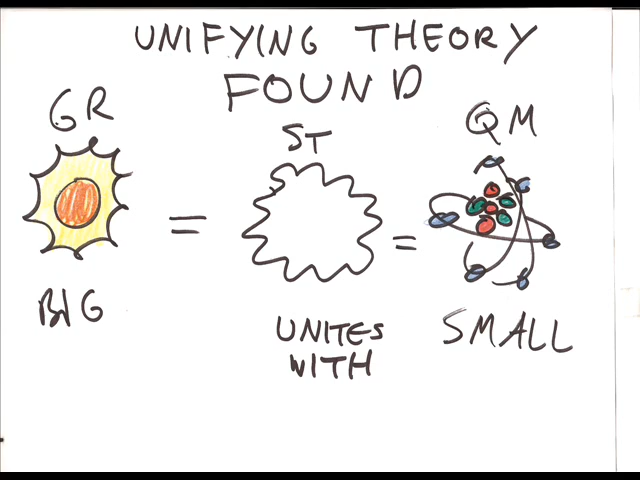 UNIFYING THEORY
FOUND
GR
ST
QM
=
=
BIG
UNITES
WITH
SMALL